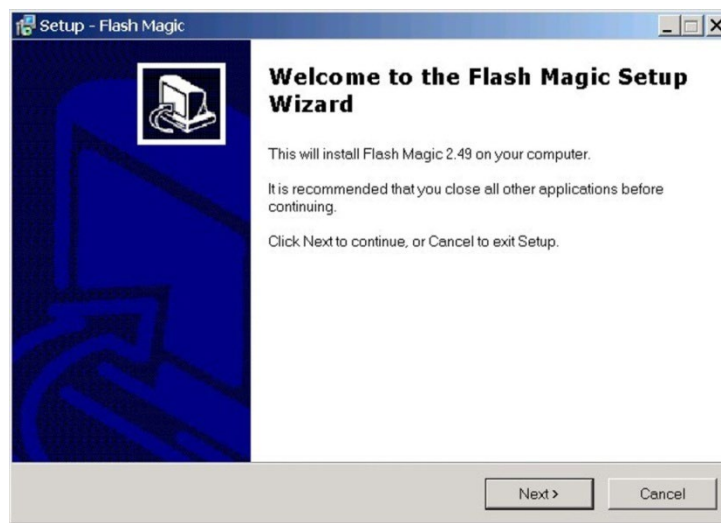 Setup - Flash Magic
Welcome to the Flash Magic Setup
Wizard
This will install Flash Magic 2.49 on your computer.
It is recommended that you close all other applications before
continuing.
Click Next to continue, or Cancel to exit Setup.
Next >
Cancel